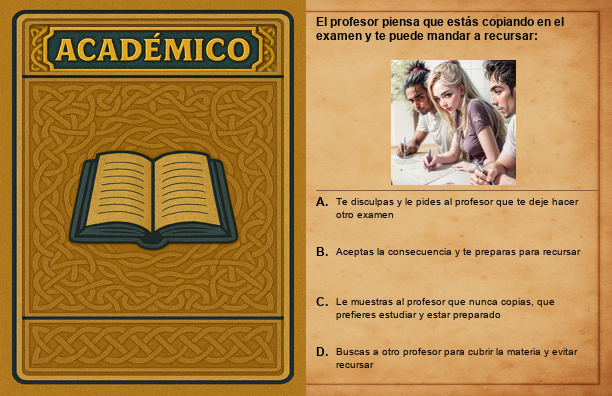 ACADÉMICO
El profesor piensa que estás copiando en el
examen y te puede mandar a recursar:
A. Te disculpas y le pides al profesor que te deje hacer
otro examen
B. Aceptas la consecuencia y te preparas para recursar
C. Le muestras al profesor que nunca copias, que
prefieres estudiar y estar preparado
D. Buscas a otro profesor para cubrir la materia y evitar
recursar